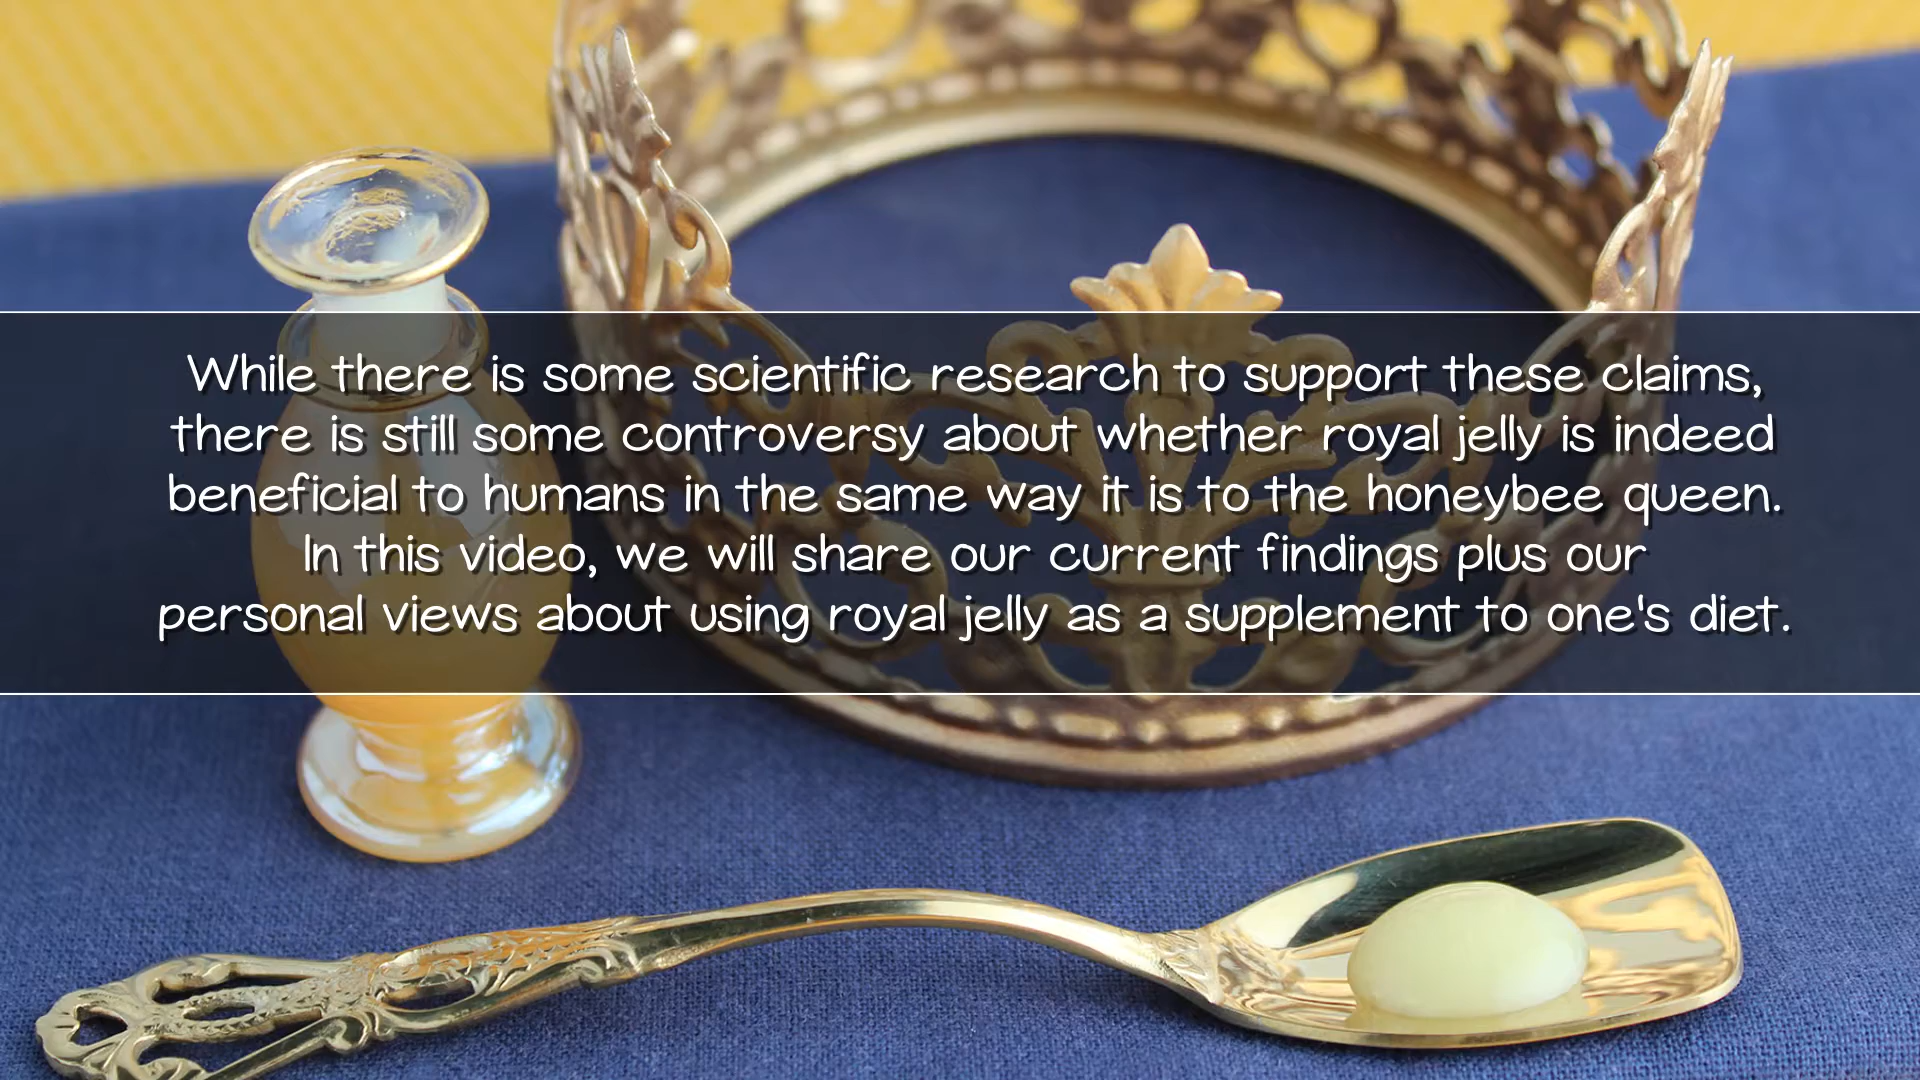 While there is some scientific research to support these claims,
there is still some controversy about whether royal jelly is indeed
beneficial to humans in the same way it is to the honeybee queen.
In this video, we will share our current findings plus our
personal views about using royal jelly as a supplement to one's diet.